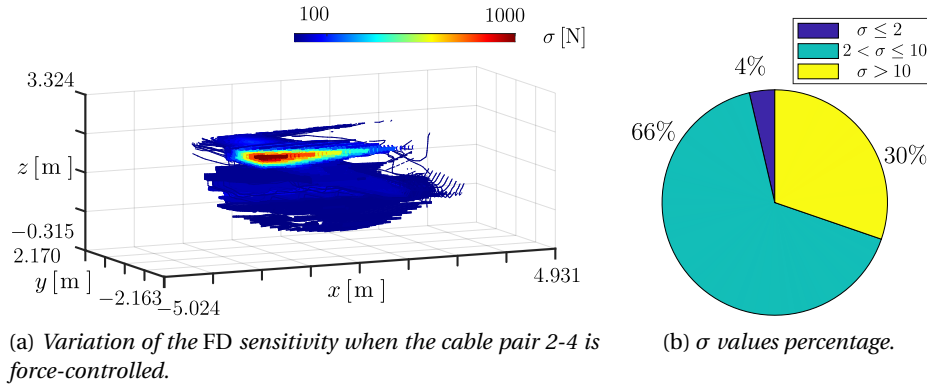 100
1000
σ [N]
3.324
z [m]
−0.315
2.170
y [m]
−2.163
−5.024
x [m]
4.931
(a) Variation of the FD sensitivity when the cable pair 2-4 is
force-controlled.
σ ≤ 2
2 < σ ≤ 10
σ > 10
4%
66%
30%
(b) σ values percentage.